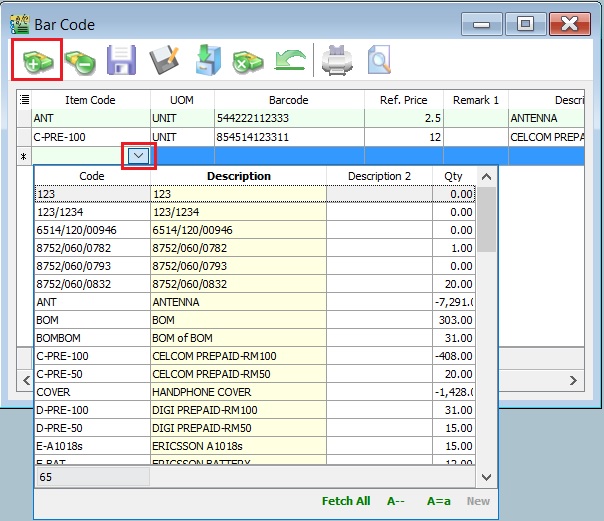 Bar Code
Item Code UOM Barcode Ref. Price Remark 1 Descri
ANT UNIT 544222112333 2.5 ANTENNA
C-PRE-100 UNIT 854514123311 12 CELCOM PREPA
Code Description Description 2 Qty
123 123 0.00
123/1234 123/1234 0.00
6514/120/00946 6514/120/00946 0.00
8752/060/0782 8752/060/0782 1.00
8752/060/0793 8752/060/0793 0.00
8752/060/0832 8752/060/0832 20.00
ANT ANTENNA -7,291.0
BOM BOM 303.00
BOMBOM BOM of BOM 31.00
C-PRE-100 CELCOM PREPAID-RM100 -408.00
C-PRE-50 CELCOM PREPAID-RM50 20.00
COVER HANDPHONE COVER -1,428.0
D-PRE-100 DIGI PREPAID-RM100 31.00
D-PRE-50 DIGI PREPAID-RM50 15.00
E-A1018s ERICSSON A1018s 15.00
E-BAT ERICSSON BATTERY 12.00
65
Fetch All A-- A=a New